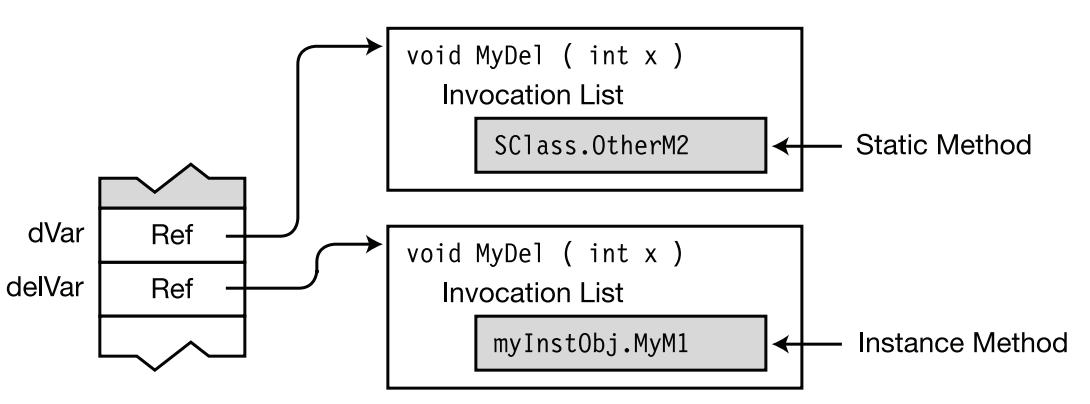 void MyDel ( int x )
Invocation List
SClass.OtherM2
Static Method
dVar
Ref
delVar
Ref
void MyDel ( int x )
Invocation List
myInstObj.MyM1
Instance Method